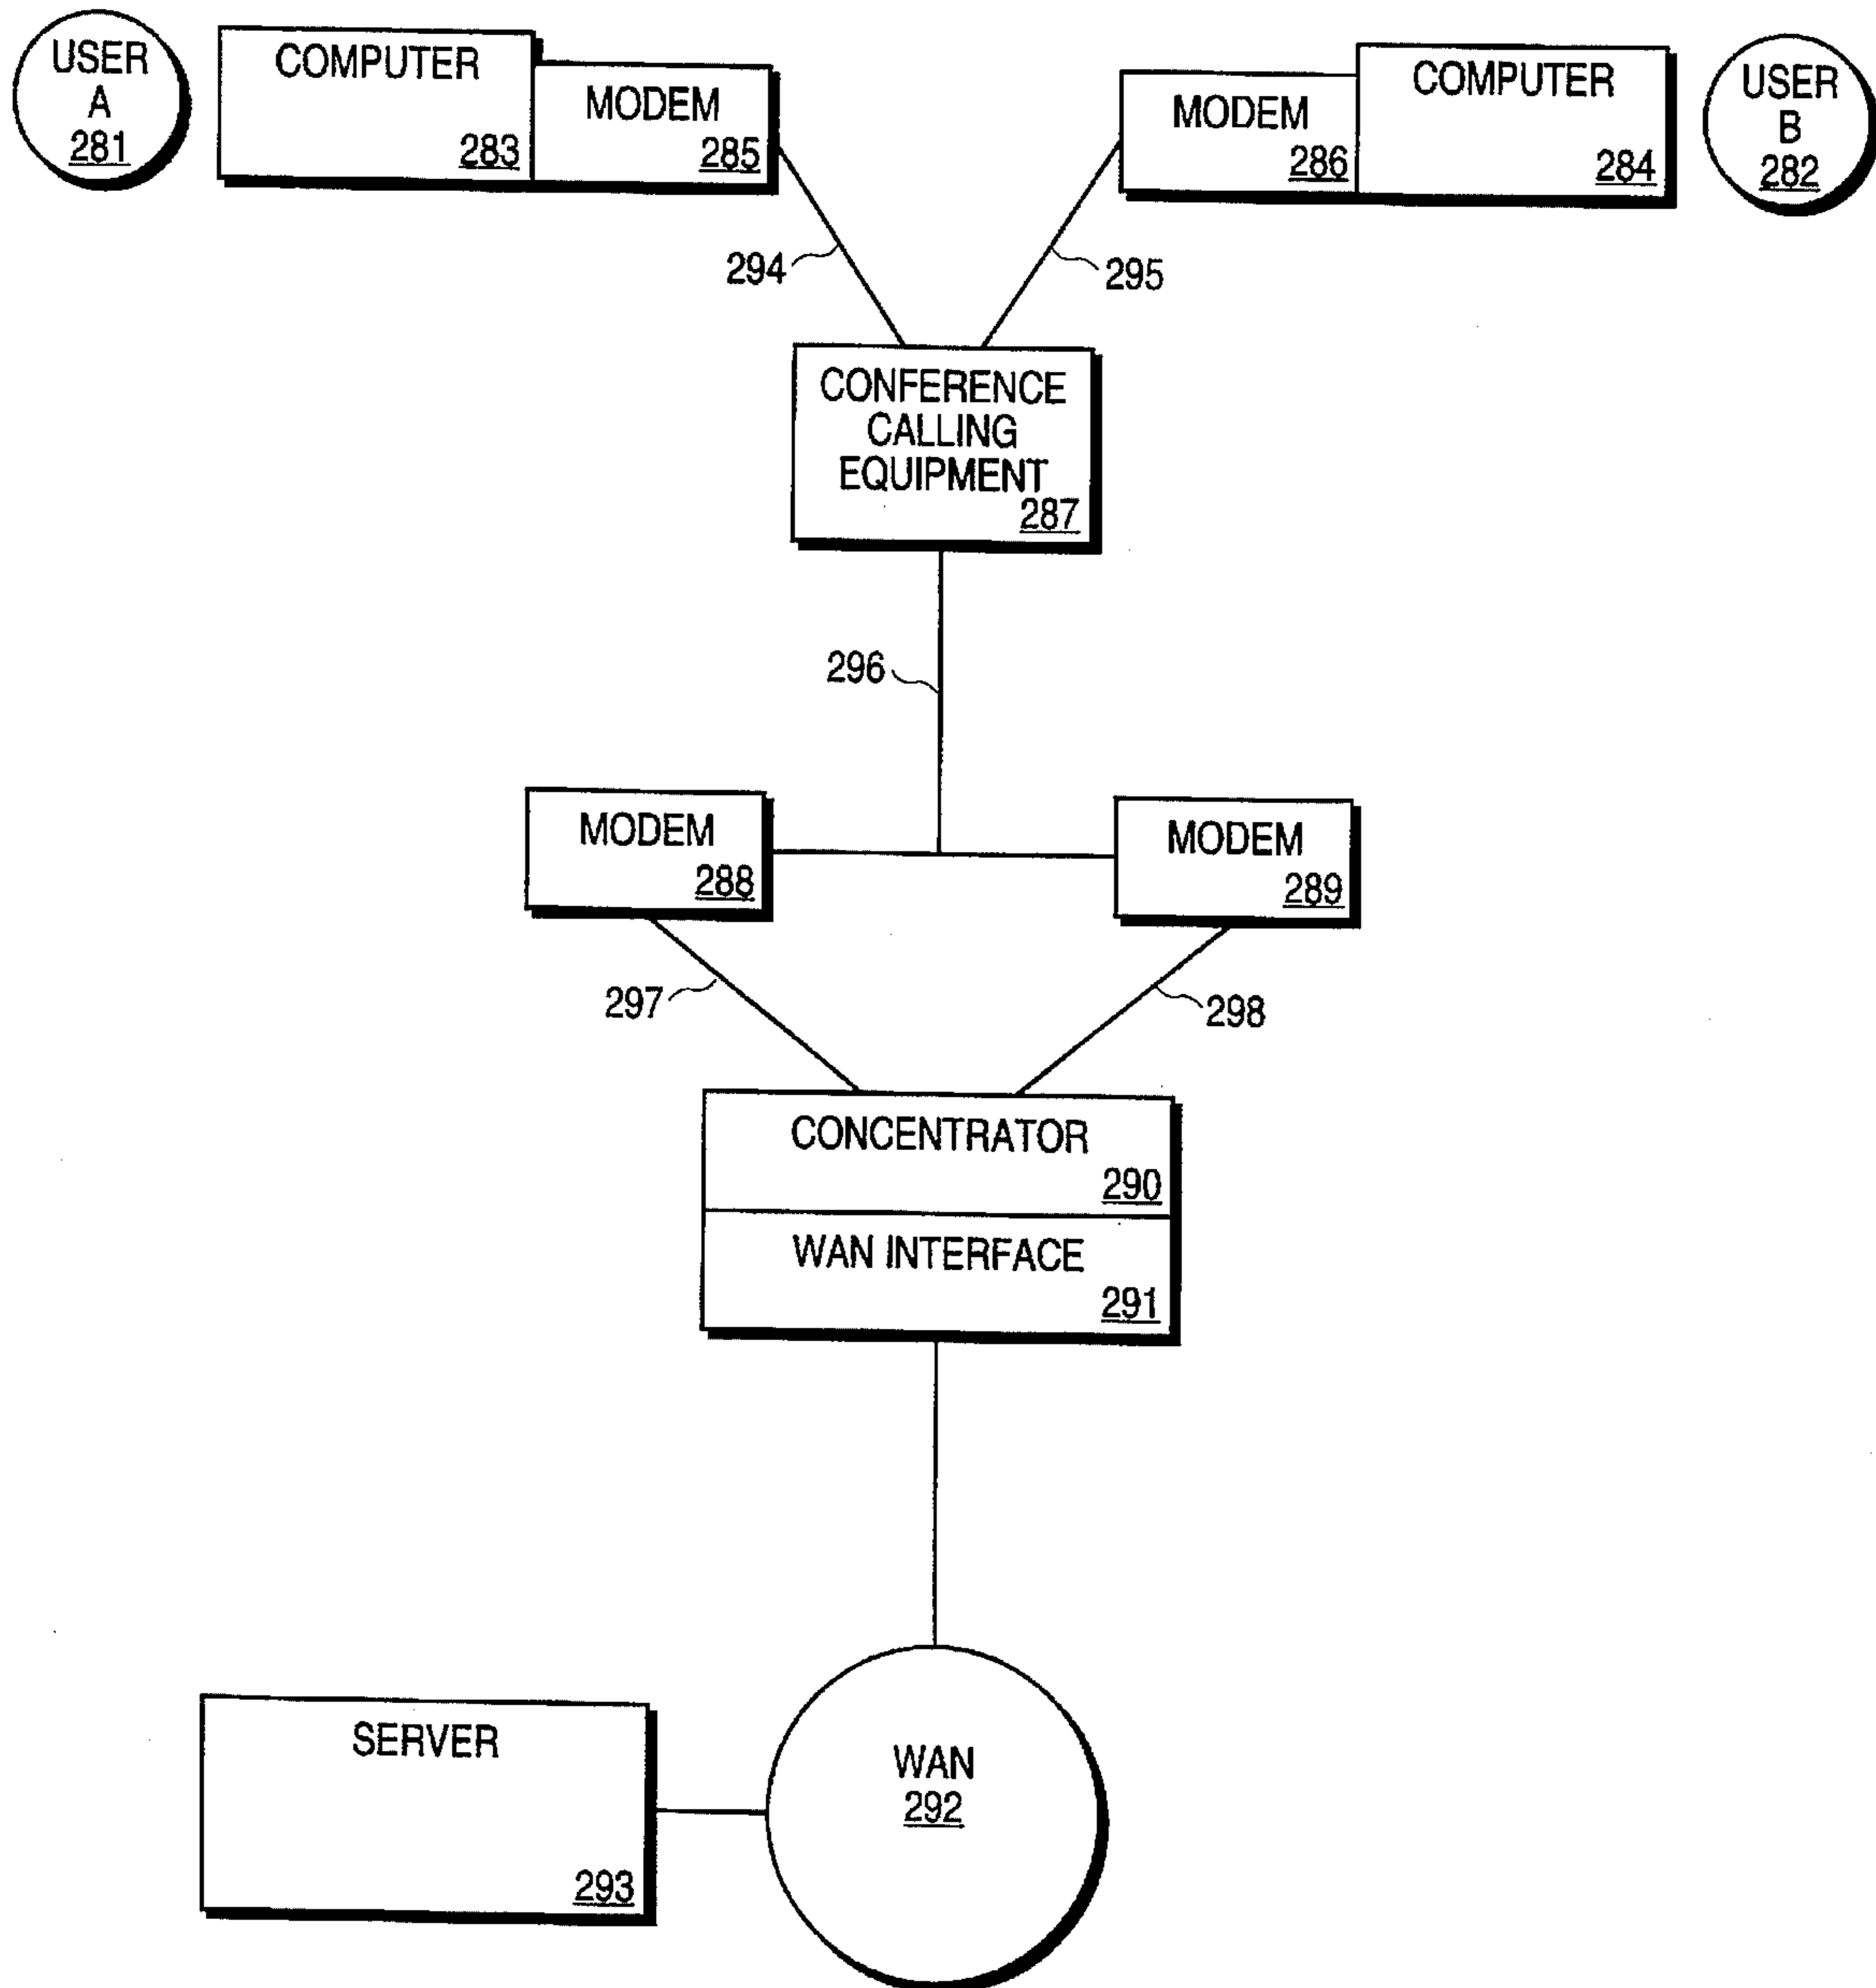 USER
A
281
COMPUTER
283
MODEM
285
MODEM
286
COMPUTER
284
USER
B
282
294
295
CONFERENCE
CALLING
EQUIPMENT
287
296
MODEM
288
MODEM
289
297
298
CONCENTRATOR
290
WAN INTERFACE
291
SERVER
293
WAN
292